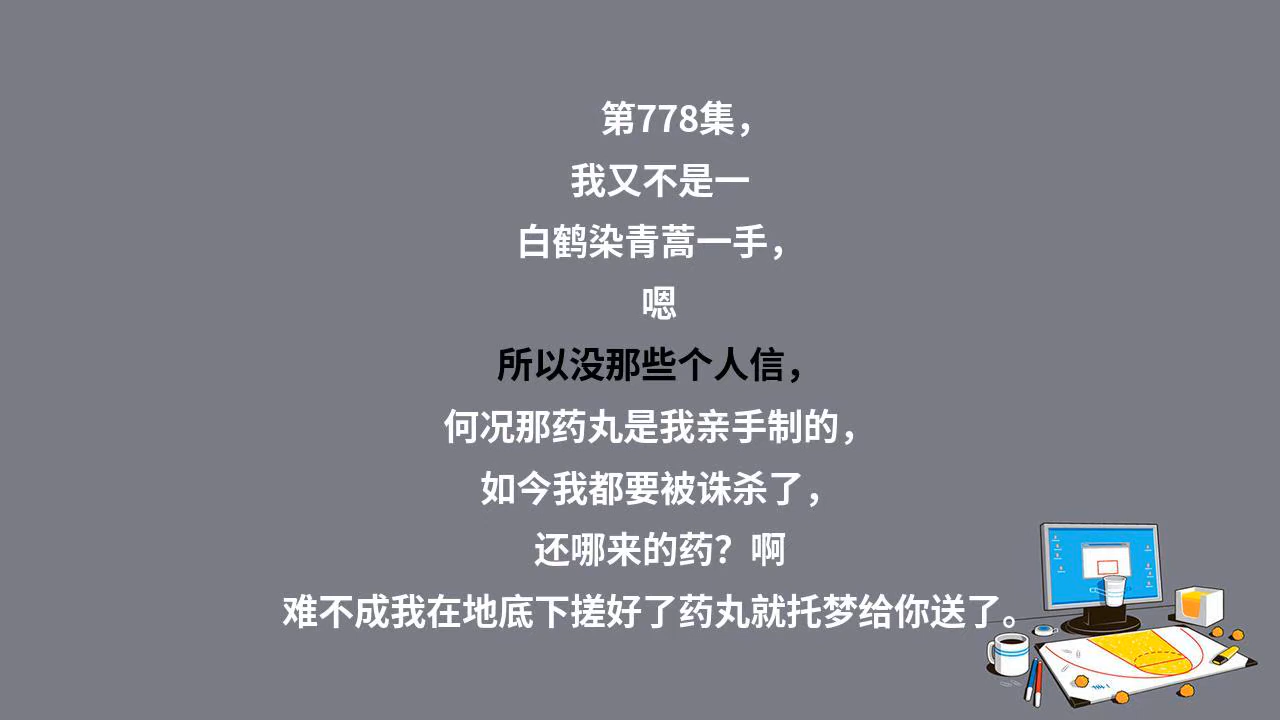 第778集，
我又不是一
白鹤染青蒿一手，
嗯
所以没那些个人信，
何况那药丸是我亲手制的，
如今我都要被诛杀了，
还哪来的药？啊
难不成我在地底下搓好了药丸就托梦给你送了。